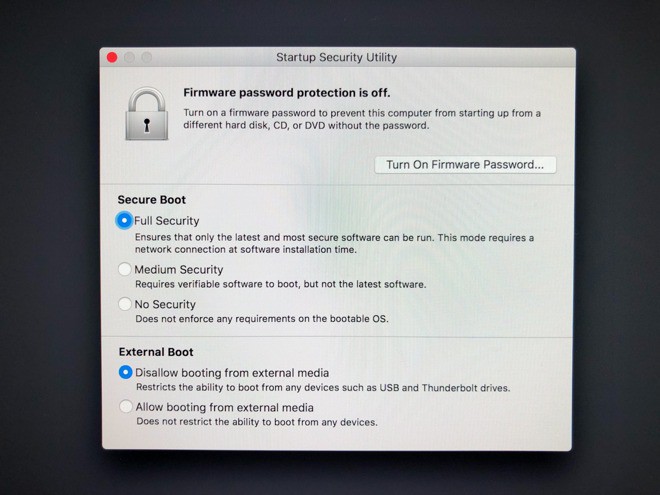 Startup Security Utility
Firmware password protection is off.
Turn on a firmware password to prevent this computer from starting up from a
different hard disk, CD, or DVD without the password.
Turn On Firmware Password...
Secure Boot
Full Security
Ensures that only the latest and most secure software can be run. This mode requires a
network connection at software installation time.
Medium Security
Requires verifiable software to boot, but not the latest software.
No Security
Does not enforce any requirements on the bootable OS.
External Boot
Disallow booting from external media
Restricts the ability to boot from any devices such as USB and Thunderbolt drives.
Allow booting from external media
Does not restrict the ability to boot from any devices.